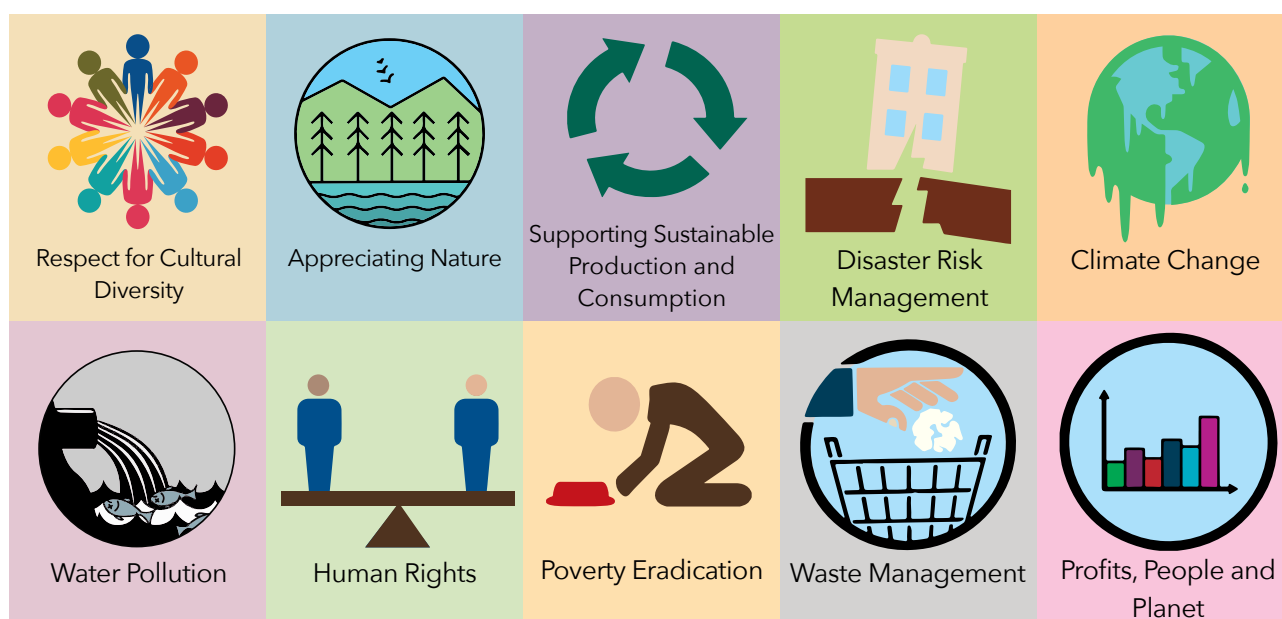 Respect for Cultural
Diversity
Appreciating Nature
Supporting Sustainable
Production and
Consumption
Disaster Risk
Management
Climate Change
Water Pollution
Human Rights
Poverty Eradication
Waste Management
Profits, People and
Planet